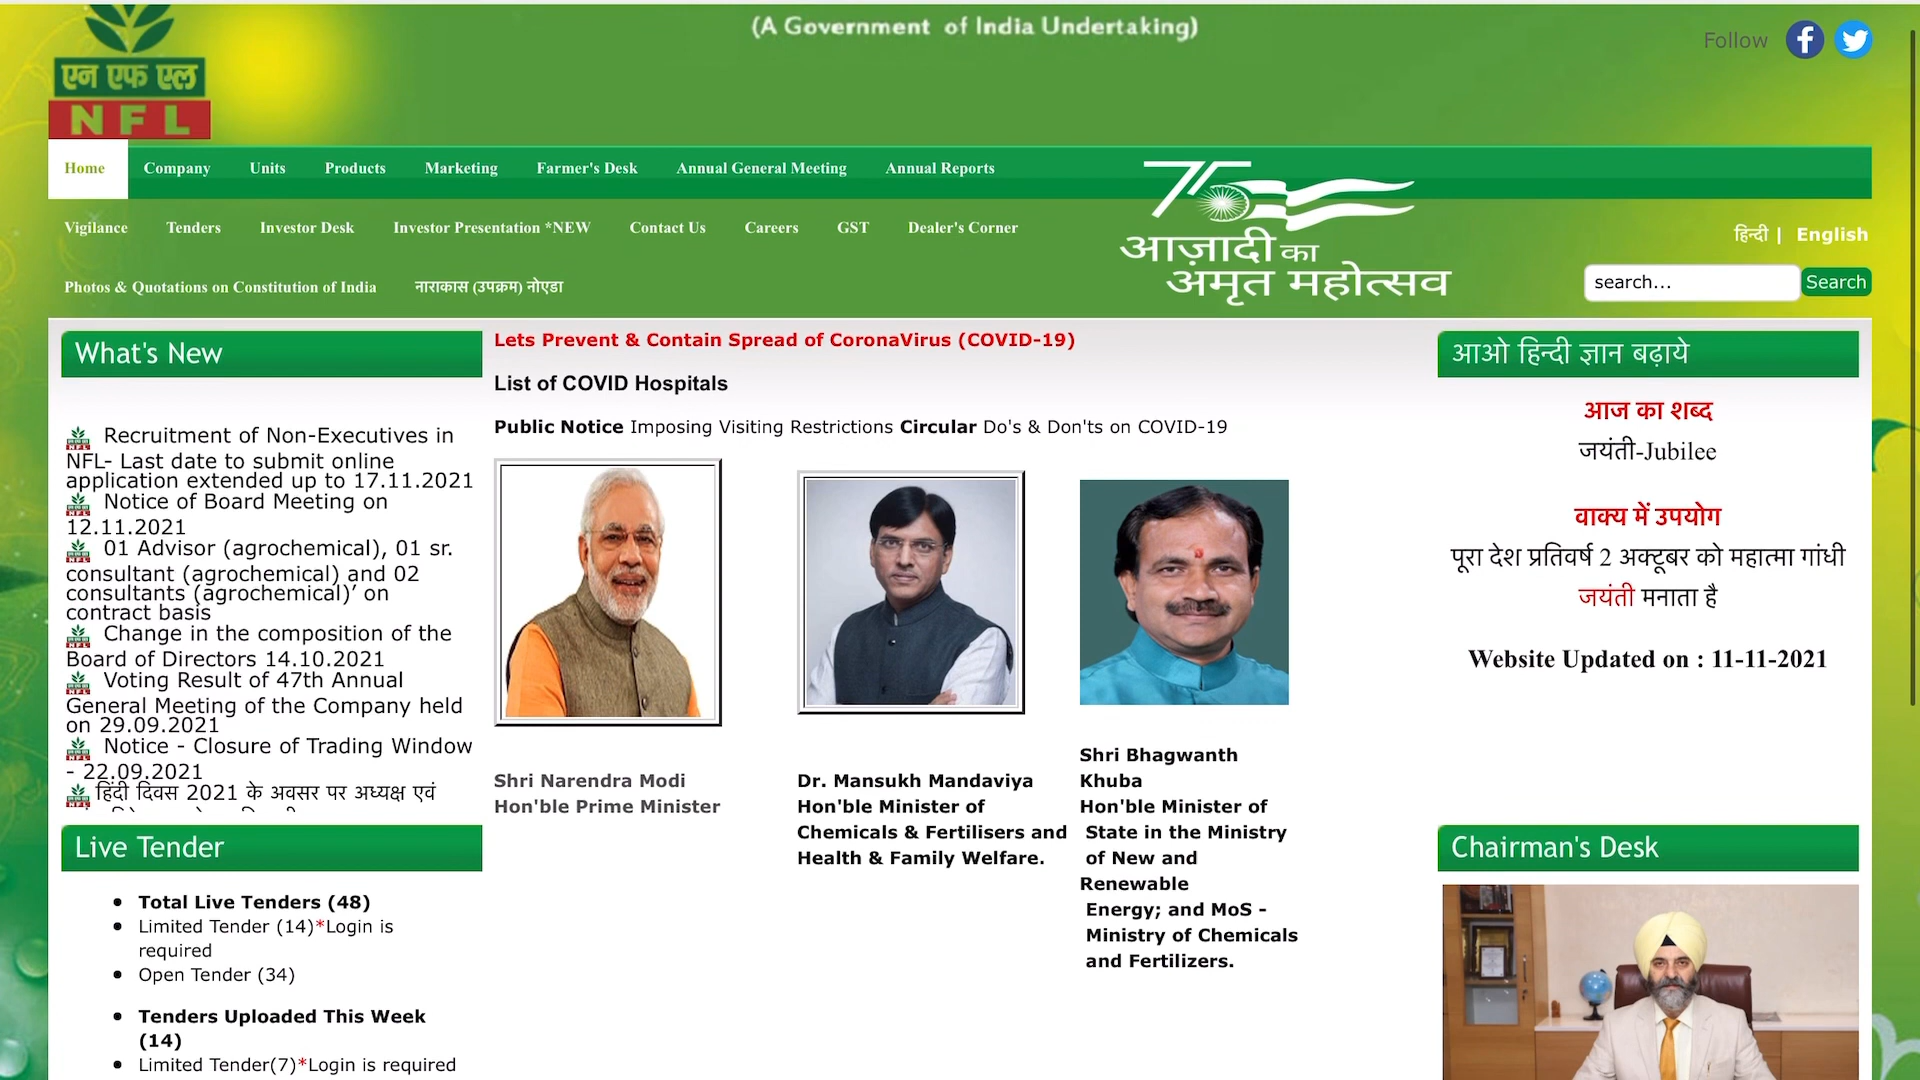 (A Government of India Undertaking)
Follow
एन एफ एल
NFL
Home Company Units Products Marketing Farmer's Desk Annual General Meeting Annual Reports
Vigilance Tenders Investor Desk Investor Presentation *NEW Contact Us Careers GST Dealer's Corner
Photos & Quotations on Constitution of India नाराकास (उपक्रम) नोएडा
75
आज़ादी का
अमृत महोत्सव
हिन्दी | English
search... Search
What's New
Recruitment of Non-Executives in
NFL- Last date to submit online
application extended up to 17.11.2021
Notice of Board Meeting on
12.11.2021
01 Advisor (agrochemical), 01 sr.
consultant (agrochemical) and 02
consultants (agrochemical)’ on
contract basis
Change in the composition of the
Board of Directors 14.10.2021
Voting Result of 47th Annual
General Meeting of the Company held
on 29.09.2021
Notice - Closure of Trading Window
- 22.09.2021
हिंदी दिवस 2021 के अवसर पर अध्यक्ष एवं
Live Tender
Total Live Tenders (48)
Limited Tender (14)*Login is
required
Open Tender (34)
Tenders Uploaded This Week
(14)
Limited Tender(7)*Login is required
Lets Prevent & Contain Spread of CoronaVirus (COVID-19)
List of COVID Hospitals
Public Notice Imposing Visiting Restrictions Circular Do's & Don'ts on COVID-19
Shri Narendra Modi
Hon'ble Prime Minister
Dr. Mansukh Mandaviya
Hon'ble Minister of
Chemicals & Fertilisers and
Health & Family Welfare.
Shri Bhagwanth
Khuba
Hon'ble Minister of
State in the Ministry
of New and
Renewable
Energy; and MoS -
Ministry of Chemicals
and Fertilizers.
आओ हिन्दी ज्ञान बढ़ाये
आज का शब्द
जयंती-Jubilee
वाक्य में उपयोग
पूरा देश प्रतिवर्ष 2 अक्टूबर को महात्मा गांधी
जयंती मनाता है
Website Updated on : 11-11-2021
Chairman's Desk